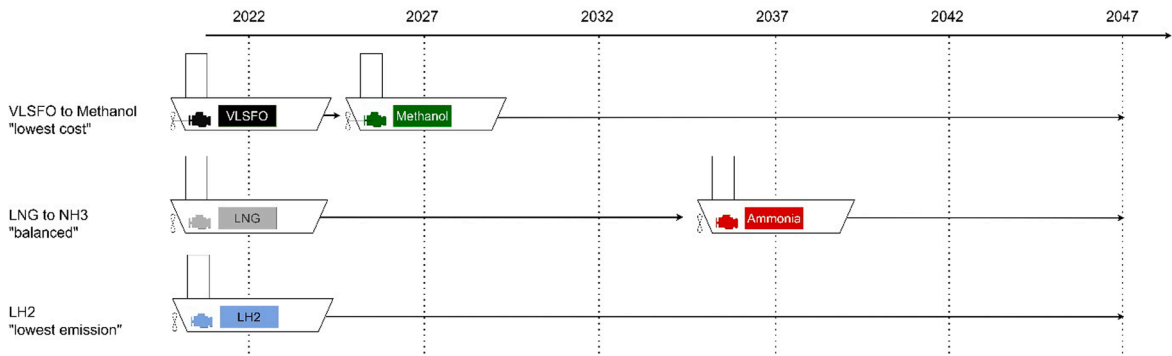 2022 2027 2032 2037 2042 2047
VLSFO to Methanol
"lowest cost"
VLSFO Methanol
LNG to NH3
"balanced"
LNG Ammonia
LH2
"lowest emission"
LH2